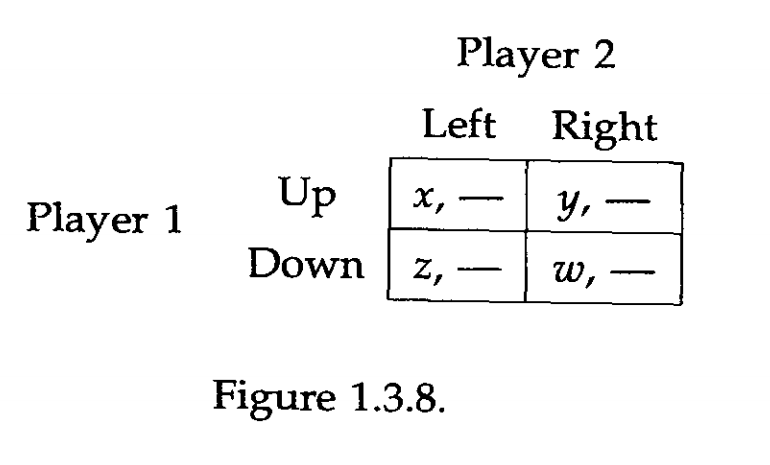 Player 2
Left Right
Up x, — y, —
Player 1
Down z, — w, —
Figure 1.3.8.